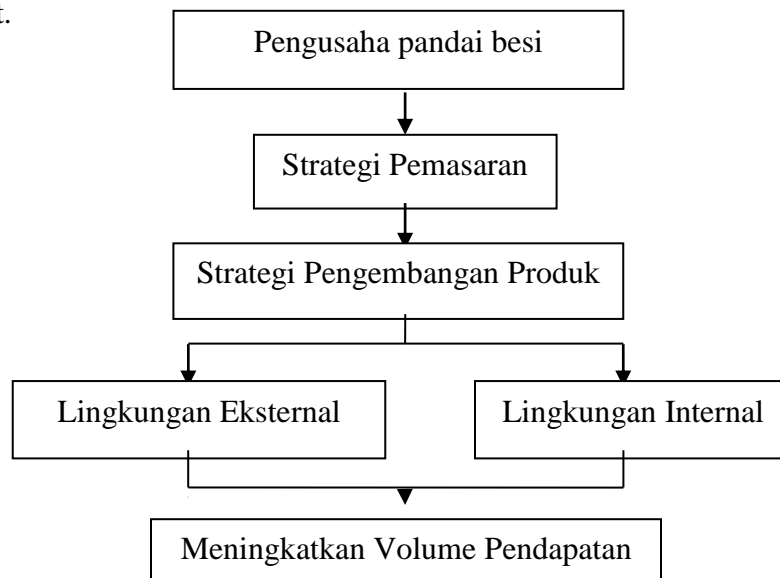 t.
Pengusaha pandai besi
Strategi Pemasaran
Strategi Pengembangan Produk
Lingkungan Eksternal
Lingkungan Internal
Meningkatkan Volume Pendapatan